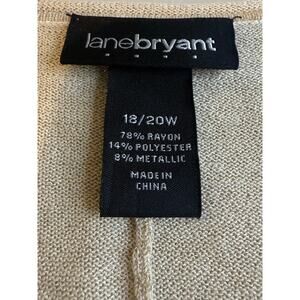 lanebryant
18/20W
78% RAYON
14% POLYESTER
8% METALLIC
MADE IN
CHINA